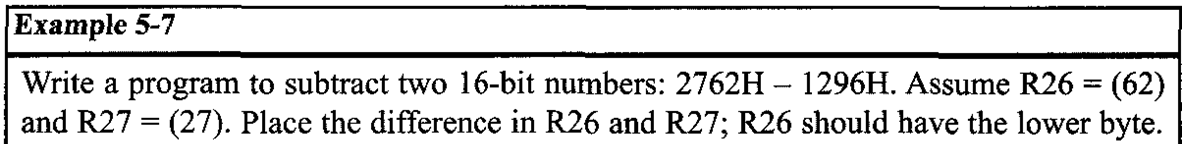 Example 5-7
Write a program to subtract two 16-bit numbers: 2762H – 1296H. Assume R26 = (62)
and R27 = (27). Place the difference in R26 and R27; R26 should have the lower byte.